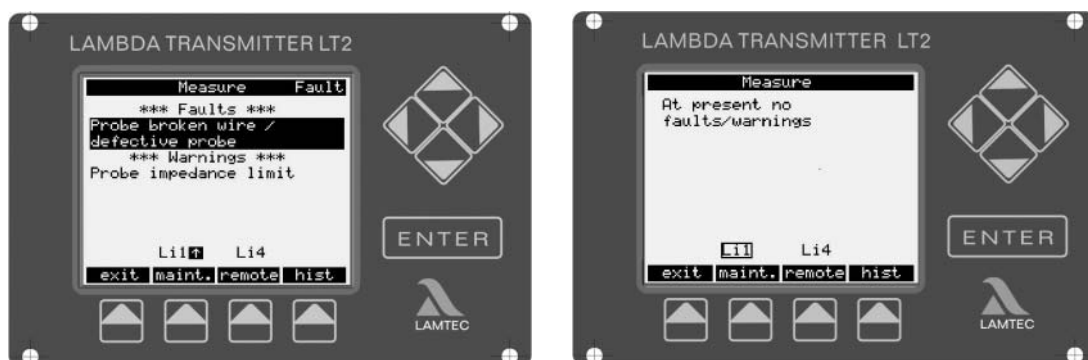 LAMBDA TRANSMITTER LT2
Measure Fault
*** Faults ***
Probe broken wire /
defective probe
*** Warnings ***
Probe impedance limit
Li1↑ Li4
exit maint. remote hist
ENTER
LAMTEC
LAMBDA TRANSMITTER LT2
Measure
At present no
faults/warnings
Li1 Li4
exit maint. remote hist
ENTER
LAMTEC